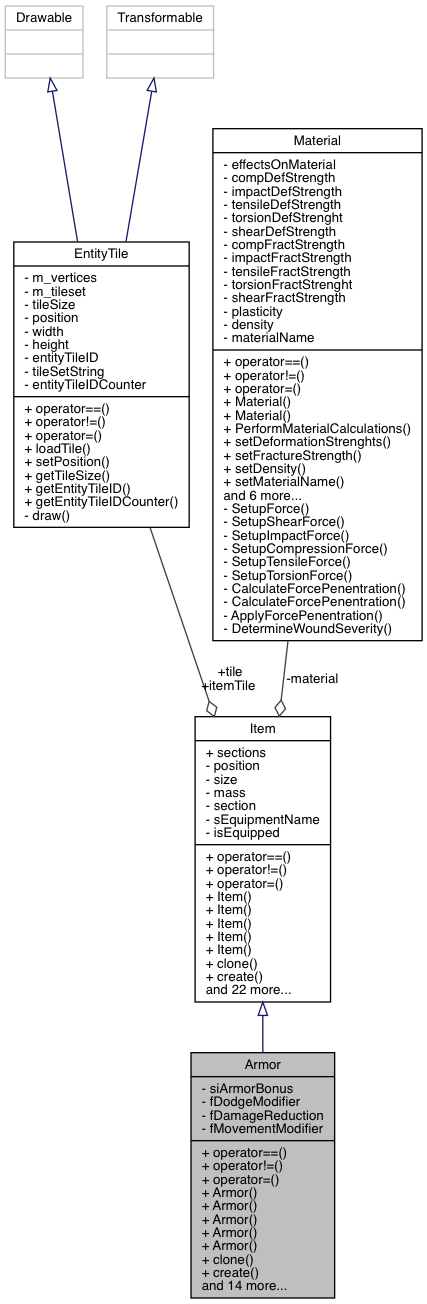 Drawable
Transformable
Material
- effectsOnMaterial
- compDefStrength
- impactDefStrength
- tensileDefStrength
- torsionDefStrenght
- shearDefStrength
- compFractStrength
- impactFractStrength
- tensileFractStrength
- torsionFractStrenght
- shearFractStrength
- plasticity
- density
- materialName
+ operator==()
+ operator!=()
+ operator=()
+ Material()
+ Material()
+ PerformMaterialCalculations()
+ setDeformationStrenghts()
+ setFractureStrength()
+ setDensity()
+ setMaterialName()
and 6 more...
- SetupForce()
- SetupShearForce()
- SetupImpactForce()
- SetupCompressionForce()
- SetupTensileForce()
- SetupTorsionForce()
- CalculateForcePenentration()
- CalculateForcePenentration()
- ApplyForcePenentration()
- DetermineWoundSeverity()
EntityTile
- m_vertices
- m_tileset
- tileSize
- position
- width
- height
- entityTileID
- tileSetString
- entityTileIDCounter
+ operator==()
+ operator!=()
+ operator=()
+ loadTile()
+ setPosition()
+ getTileSize()
+ getEntityTileID()
+ getEntityTileIDCounter()
- draw()
+tile
+itemTile
-material
Item
+ sections
- position
- size
- mass
- section
- sEquipmentName
- isEquipped
+ operator==()
+ operator!=()
+ operator=()
+ Item()
+ Item()
+ Item()
+ Item()
+ Item()
+ clone()
+ create()
and 22 more...
Armor
- siArmorBonus
- fDodgeModifier
- fDamageReduction
- fMovementModifier
+ operator==()
+ operator!=()
+ operator=()
+ Armor()
+ Armor()
+ Armor()
+ Armor()
+ Armor()
+ clone()
+ create()
and 14 more...